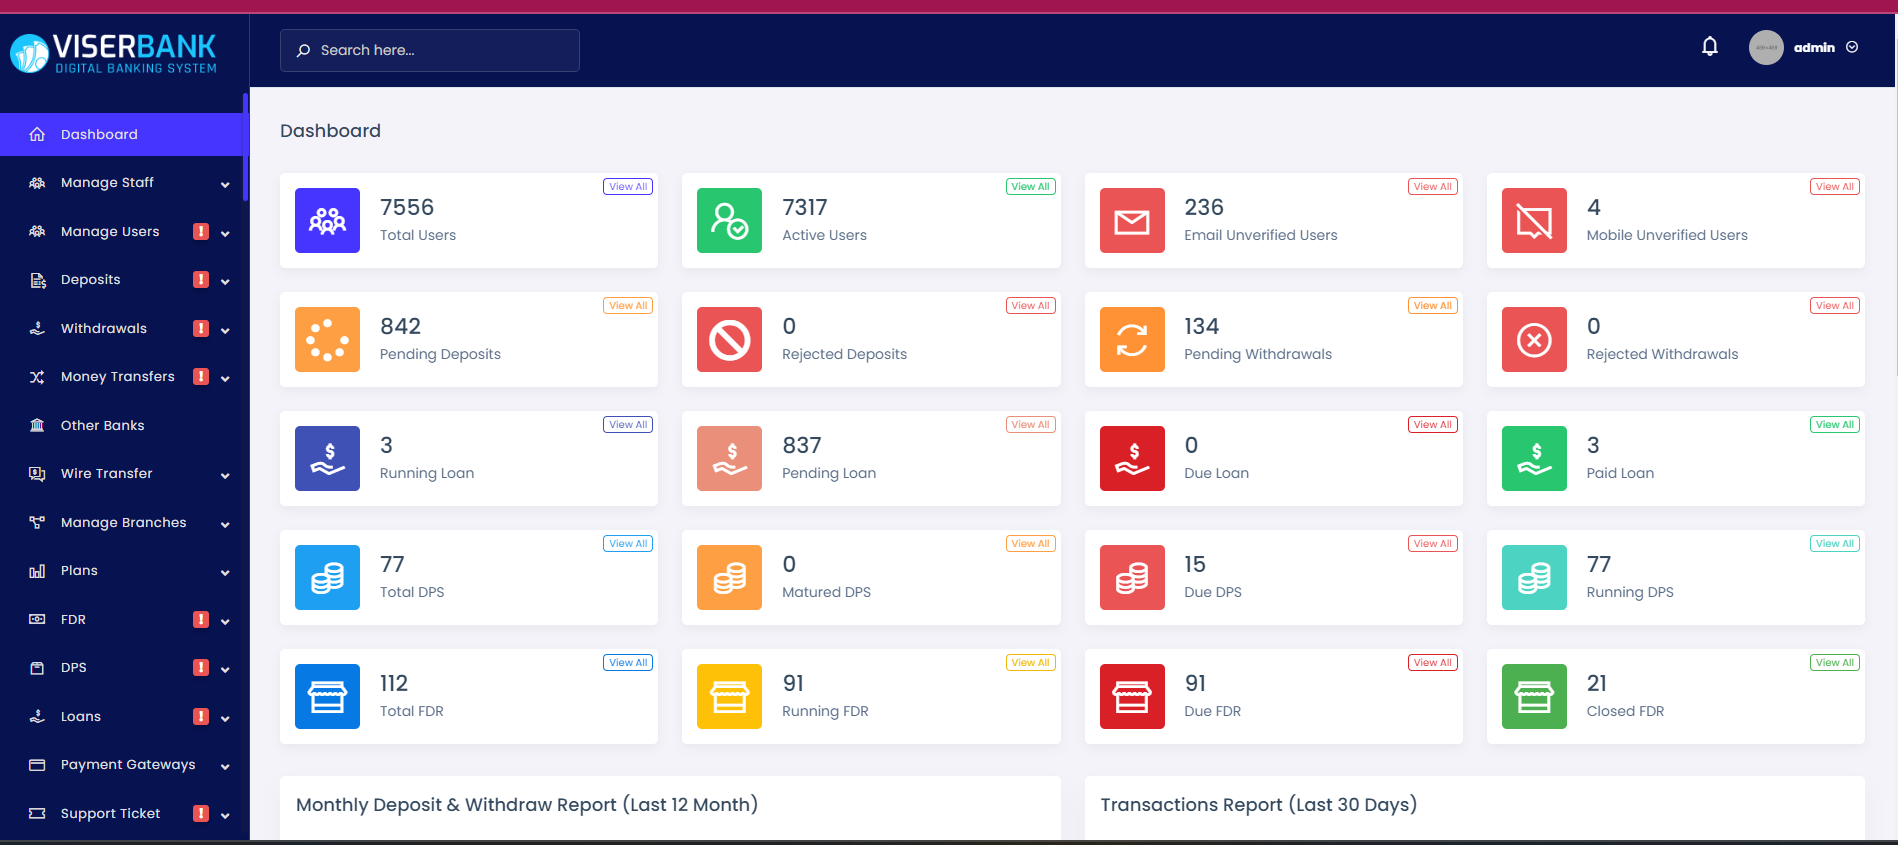 VISERBANK
DIGITAL BANKING SYSTEM
Search here...
admin
Dashboard
Manage Staff
Manage Users
Deposits
Withdrawals
Money Transfers
Other Banks
Wire Transfer
Manage Branches
Plans
FDR
DPS
Loans
Payment Gateways
Support Ticket
Dashboard
View All
7556
Total Users
View All
7317
Active Users
View All
236
Email Unverified Users
View All
4
Mobile Unverified Users
View All
842
Pending Deposits
View All
0
Rejected Deposits
View All
134
Pending Withdrawals
View All
0
Rejected Withdrawals
View All
3
Running Loan
View All
837
Pending Loan
View All
0
Due Loan
View All
3
Paid Loan
View All
77
Total DPS
View All
0
Matured DPS
View All
15
Due DPS
View All
77
Running DPS
View All
112
Total FDR
View All
91
Running FDR
View All
91
Due FDR
View All
21
Closed FDR
Monthly Deposit & Withdraw Report (Last 12 Month)
Transactions Report (Last 30 Days)